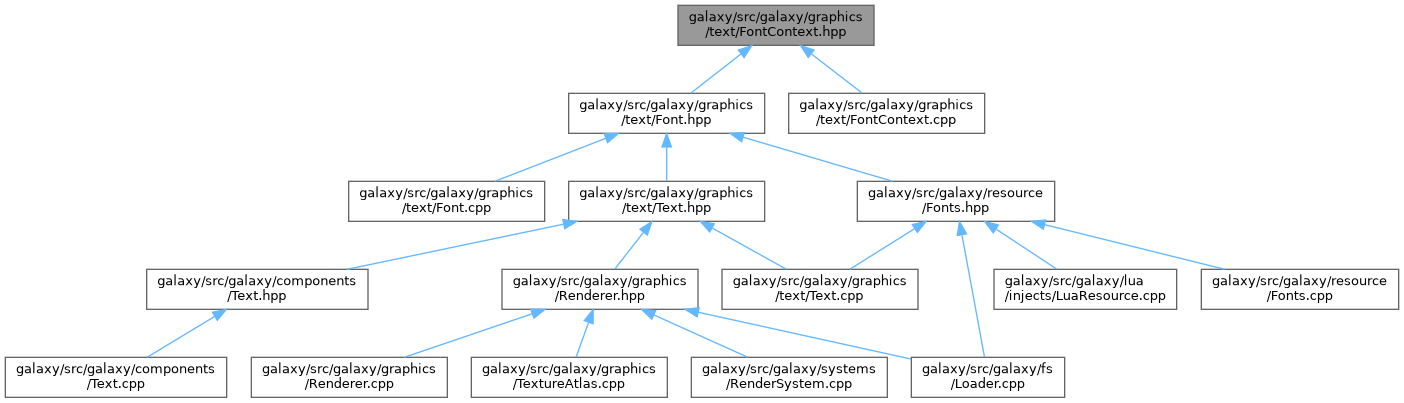 galaxy/src/galaxy/graphics
/text/FontContext.hpp
galaxy/src/galaxy/graphics
/text/Font.hpp
galaxy/src/galaxy/graphics
/text/FontContext.cpp
galaxy/src/galaxy/graphics
/text/Font.cpp
galaxy/src/galaxy/graphics
/text/Text.hpp
galaxy/src/galaxy/resource
/Fonts.hpp
galaxy/src/galaxy/components
/Text.hpp
galaxy/src/galaxy/graphics
/Renderer.hpp
galaxy/src/galaxy/graphics
/text/Text.cpp
galaxy/src/galaxy/lua
/injects/LuaResource.cpp
galaxy/src/galaxy/resource
/Fonts.cpp
galaxy/src/galaxy/components
/Text.cpp
galaxy/src/galaxy/graphics
/Renderer.cpp
galaxy/src/galaxy/graphics
/TextureAtlas.cpp
galaxy/src/galaxy/systems
/RenderSystem.cpp
galaxy/src/galaxy/fs
/Loader.cpp